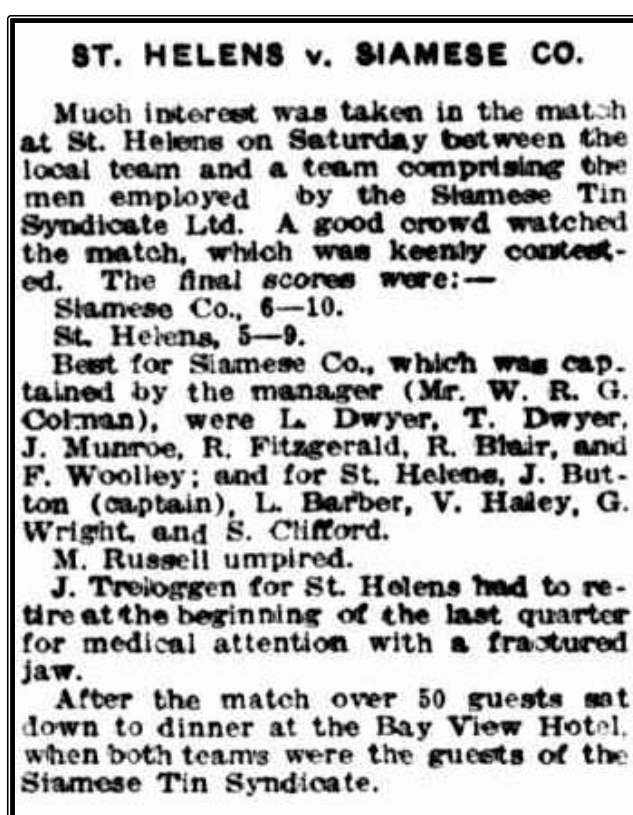 ST. HELENS v. SIAMESE CO.
Much interest was taken in the match
at St. Helens on Saturday between the
local team and a team comprising the
men employed by the Siamese Tin
Syndicate Ltd. A good crowd watched
the match, which was keenly contest-
ed. The final scores were:—
Siamese Co., 6—10.
St. Helens, 5—9.
Best for Siamese Co., which was cap-
tained by the manager (Mr. W. R. G.
Colman), were L. Dwyer, T. Dwyer,
J. Munroe, R. Fitzgerald, R. Blair, and
F. Woolley; and for St. Helens, J. But-
ton (captain), L. Barber, V. Haley, G.
Wright, and S. Clifford.
M. Russell umpired.
J. Treloggen for St. Helens had to re-
tire at the beginning of the last quarter
for medical attention with a fractured
jaw.
After the match over 50 guests sat
down to dinner at the Bay View Hotel,
when both teams were the guests of the
Siamese Tin Syndicate.